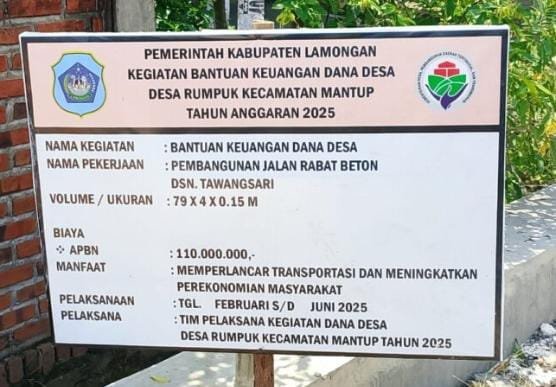 PEMERINTAH KABUPATEN LAMONGAN
KEGIATAN BANTUAN KEUANGAN DANA DESA
DESA RUMPUK KECAMATAN MANTUP
TAHUN ANGGARAN 2025
NAMA KEGIATAN : BANTUAN KEUANGAN DANA DESA
NAMA PEKERJAAN : PEMBANGUNAN JALAN RABAT BETON
DSN. TAWANGSARI
VOLUME / UKURAN : 79 X 4 X 0.15 M
BIAYA
❖ APBN : 110.000.000,-
MANFAAT : MEMPERLANCAR TRANSPORTASI DAN MENINGKATKAN
PEREKONOMIAN MASYARAKAT
PELAKSANAAN : TGL. FEBRUARI S/D JUNI 2025
PELAKSANA : TIM PELAKSANA KEGIATAN DANA DESA
DESA RUMPUK KECAMATAN MANTUP TAHUN 2025